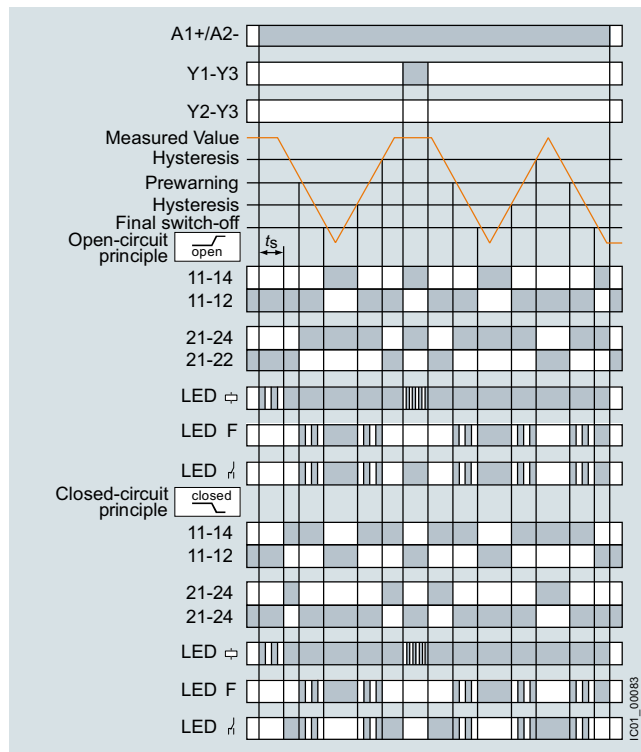 A1+/A2-
Y1-Y3
Y2-Y3
Measured Value
Hysteresis
Prewarning
Hysteresis
Final switch-off
Open-circuit
principle
open
ts
11-14
11-12
21-24
21-22
LED
LED F
LED
Closed-circuit
principle
closed
11-14
11-12
21-24
21-24
LED
LED F
LED
IC01_00083